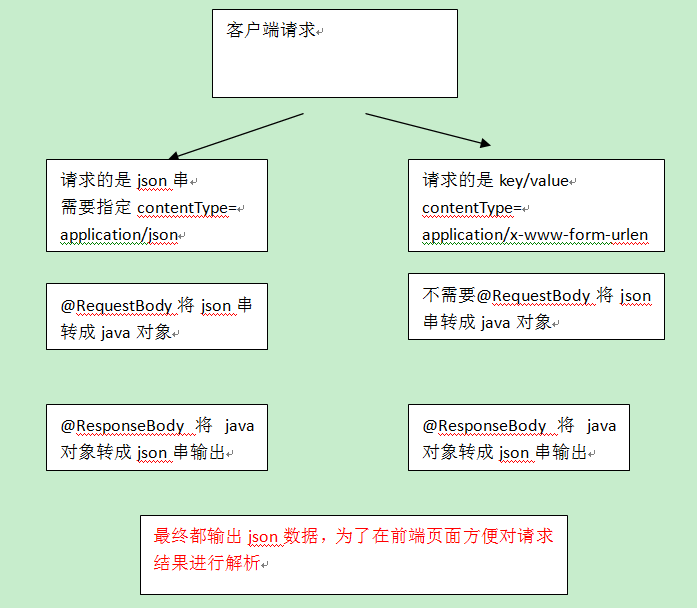 客户端请求
请求的是 json 串
需要指定 contentType=
application/json
请求的是 key/value
contentType=
application/x-www-form-urlen
@RequestBody 将 json 串
转成 java 对象
不需要@RequestBody 将 json
串转成 java 对象
@ResponseBody 将 java
对象转成 json 串输出
@ResponseBody 将 java
对象转成 json 串输出
最终都输出 json 数据，为了在前端页面方便对请求
结果进行解析